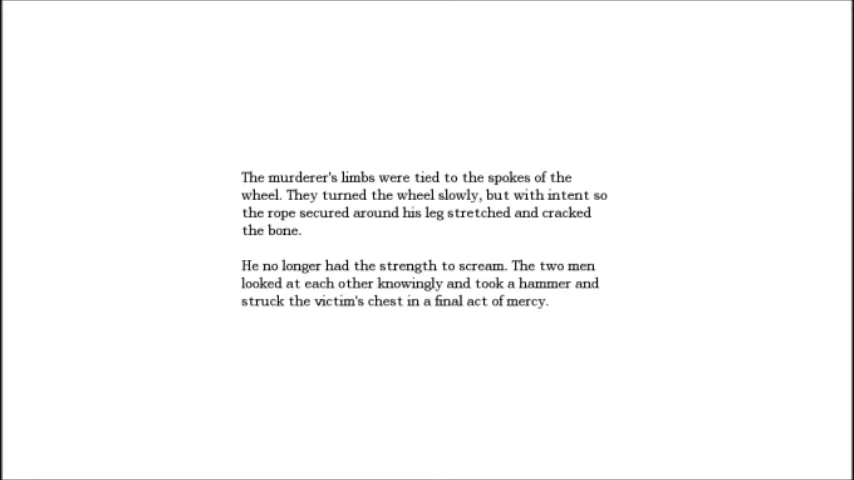 The murderer's limbs were tied to the spokes of the
wheel. They turned the wheel slowly, but with intent so
the rope secured around his leg stretched and cracked
the bone.
He no longer had the strength to scream. The two men
looked at each other knowingly and took a hammer and
struck the victim's chest in a final act of mercy.